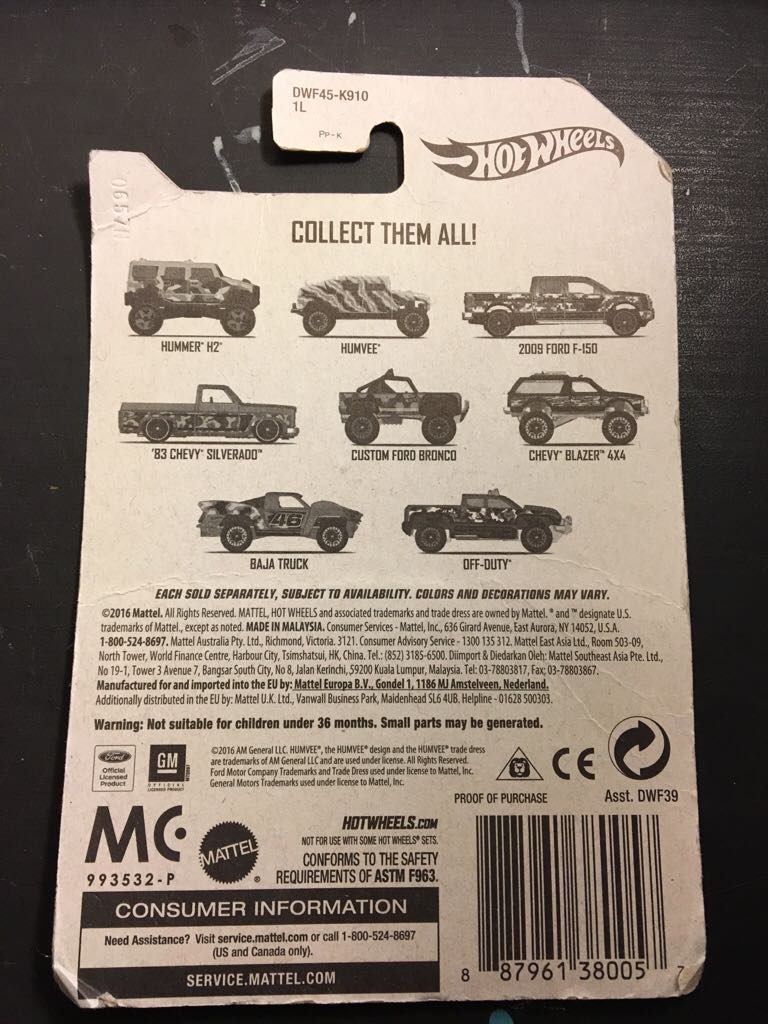 DWF45-K910
1L
PP-K
HOT WHEELS
COLLECT THEM ALL!
HUMMER® H2®
HUMVEE®
2009 FORD F-150
'83 CHEVY® SILVERADO™
CUSTOM FORD BRONCO
CHEVY® BLAZER™ 4X4
46
BAJA TRUCK
OFF-DUTY®
EACH SOLD SEPARATELY, SUBJECT TO AVAILABILITY. COLORS AND DECORATIONS MAY VARY.
©2016 Mattel. All Rights Reserved. MATTEL, HOT WHEELS and associated trademarks and trade dress are owned by Mattel. ® and ™ designate U.S.
trademarks of Mattel., except as noted. MADE IN MALAYSIA. Consumer Services - Mattel, Inc., 636 Girard Avenue, East Aurora, NY 14052, U.S.A.
1-800-524-8697. Mattel Australia Pty. Ltd., Richmond, Victoria. 3121. Consumer Advisory Service - 1300 135 312. Mattel East Asia Ltd., Room 503-09,
North Tower, World Finance Centre, Harbour City, Tsimshatsui, HK, China. Tel.: (852) 3185-6500. Diimport & Diedarkan Oleh: Mattel Southeast Asia Pte. Ltd.,
No 19-1, Tower 3 Avenue 7, Bangsar South City, No 8, Jalan Kerinchi, 59200 Kuala Lumpur, Malaysia. Tel: 03-78803817, Fax: 03-78803867.
Manufactured for and imported into the EU by: Mattel Europa B.V., Gondel 1, 1186 MJ Amstelveen, Nederland.
Additionally distributed in the EU by: Mattel U.K. Ltd., Vanwall Business Park, Maidenhead SL6 4UB. Helpline - 01628 500303.
Warning: Not suitable for children under 36 months. Small parts may be generated.
Ford
Official
Licensed
Product
GM
OFFICIAL
LICENSED PRODUCT
©2016 AM General LLC. HUMVEE®, the HUMVEE® design and the HUMVEE® trade dress
are trademarks of AM General LLC and are used under license. All Rights Reserved.
Ford Motor Company Trademarks and Trade Dress used under license to Mattel, Inc.
General Motors Trademarks used under license to Mattel, Inc.
CE
PROOF OF PURCHASE
Asst. DWF39
MC
993532-P
MATTEL®
HOTWHEELS.COM
NOT FOR USE WITH SOME HOT WHEELS® SETS.
CONFORMS TO THE SAFETY
REQUIREMENTS OF ASTM F963.
CONSUMER INFORMATION
Need Assistance? Visit service.mattel.com or call 1-800-524-8697
(US and Canada only).
SERVICE.MATTEL.COM
8 87961 38005 7